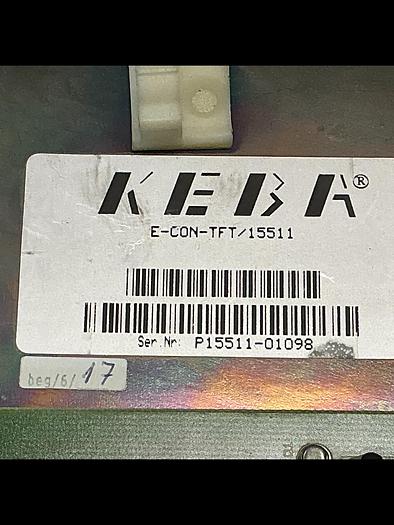 KEBA®
E-CON-TFT/15511
Ser.Nr: P15511-01098
beg/6/ 17